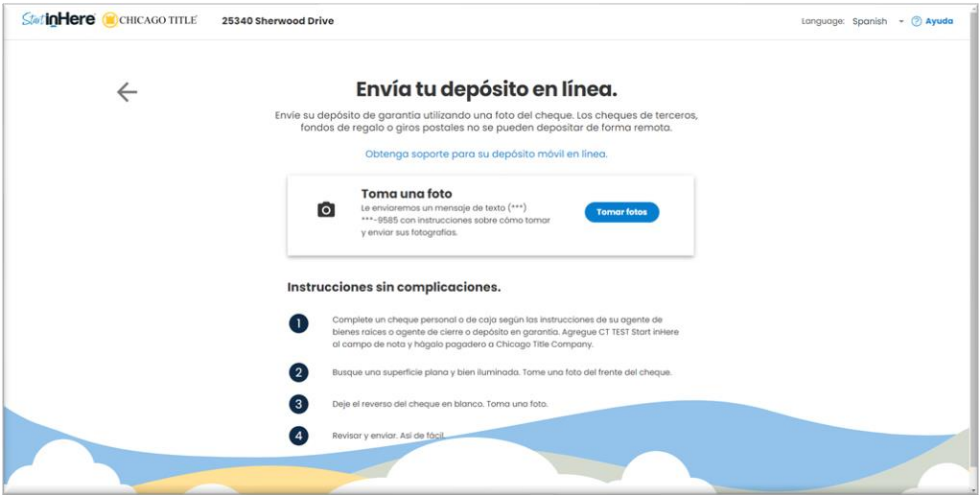 Start inHere CHICAGO TITLE 25340 Sherwood Drive Language: Spanish Ayuda
Envía tu depósito en línea.
Envíe su depósito de garantía utilizando una foto del cheque. Los cheques de terceros,
fondos de regalo o giros postales no se pueden depositar de forma remota.
Obtenga soporte para su depósito móvil en línea.
Toma una foto
Le enviaremos un mensaje de texto (***)
***-9585 con instrucciones sobre cómo tomar
y enviar sus fotografías.
Tomar fotos
Instrucciones sin complicaciones.
1 Complete un cheque personal o de caja según las instrucciones de su agente de
bienes raíces o agente de cierre o depósito en garantía. Agregue CT TEST Start inHere
al campo de nota y hágalo pagadero a Chicago Title Company.
2 Busque una superficie plana y bien iluminada. Tome una foto del frente del cheque.
3 Deje el reverso del cheque en blanco. Toma una foto.
4 Revisar y enviar. Así de fácil.